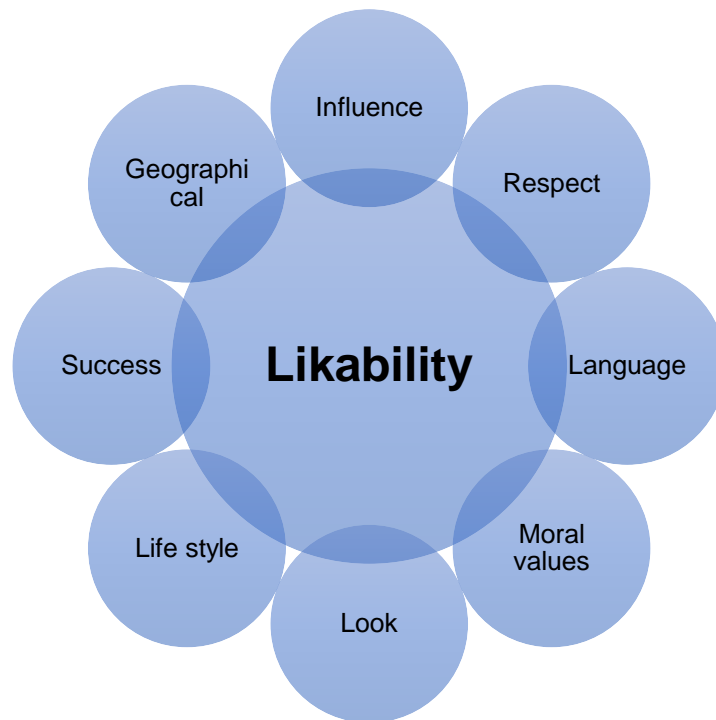 Influence
Respect
Language
Moral
values
Look
Life style
Success
Geographi
cal
Likability